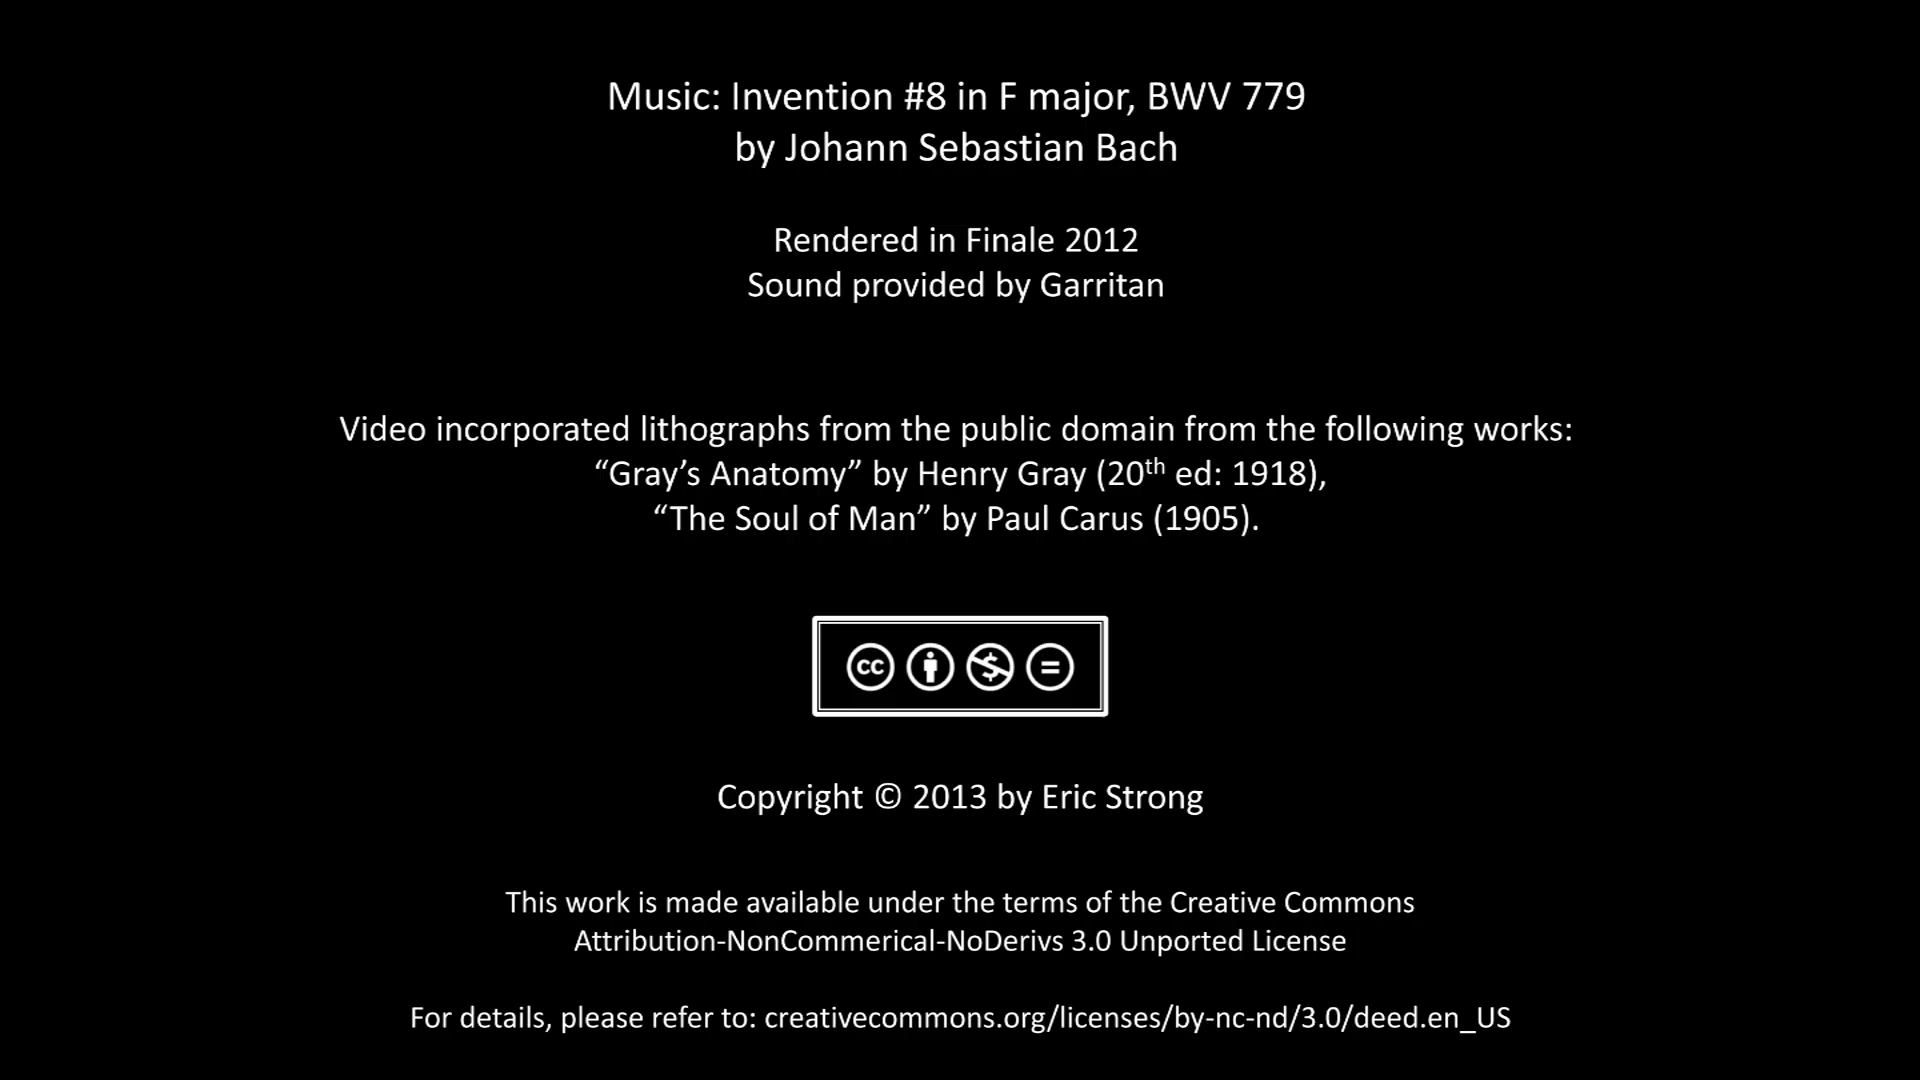 Music: Invention #8 in F major, BWV 779
by Johann Sebastian Bach
Rendered in Finale 2012
Sound provided by Garritan
Video incorporated lithographs from the public domain from the following works:
“Gray’s Anatomy” by Henry Gray (20th ed: 1918),
“The Soul of Man” by Paul Carus (1905).
cc
Copyright © 2013 by Eric Strong
This work is made available under the terms of the Creative Commons
Attribution-NonCommerical-NoDerivs 3.0 Unported License
For details, please refer to: creativecommons.org/licenses/by-nc-nd/3.0/deed.en_US